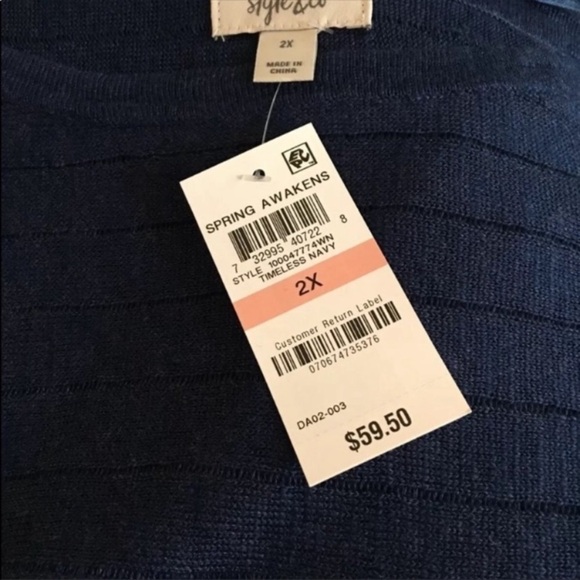 style&co
2X
MADE IN
CHINA
EPC
SPRING AWAKENS
7 32995 40722 8
STYLE 100047774WN
TIMELESS NAVY
2X
Customer Return Label
070674735376
DA02-003
$59.50